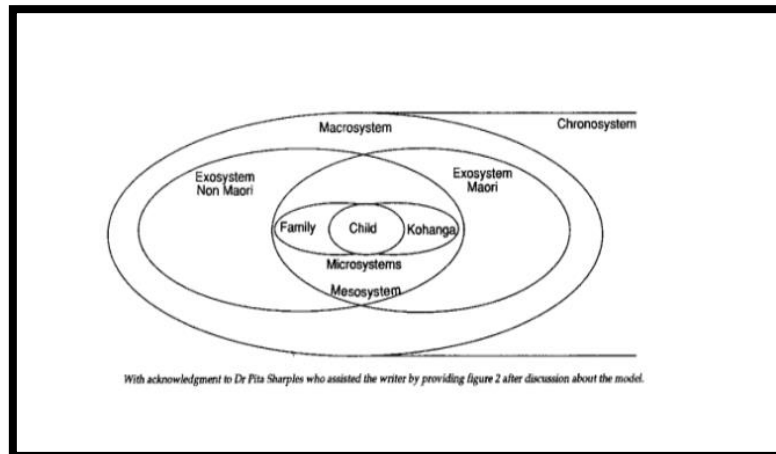 Macrosystem
Chronosystem
Exosystem
Non Maori
Exosystem
Maori
Family
Child
Kohanga
Microsystems
Mesosystem
With acknowledgment to Dr Pita Sharples who assisted the writer by providing figure 2 after discussion about the model.